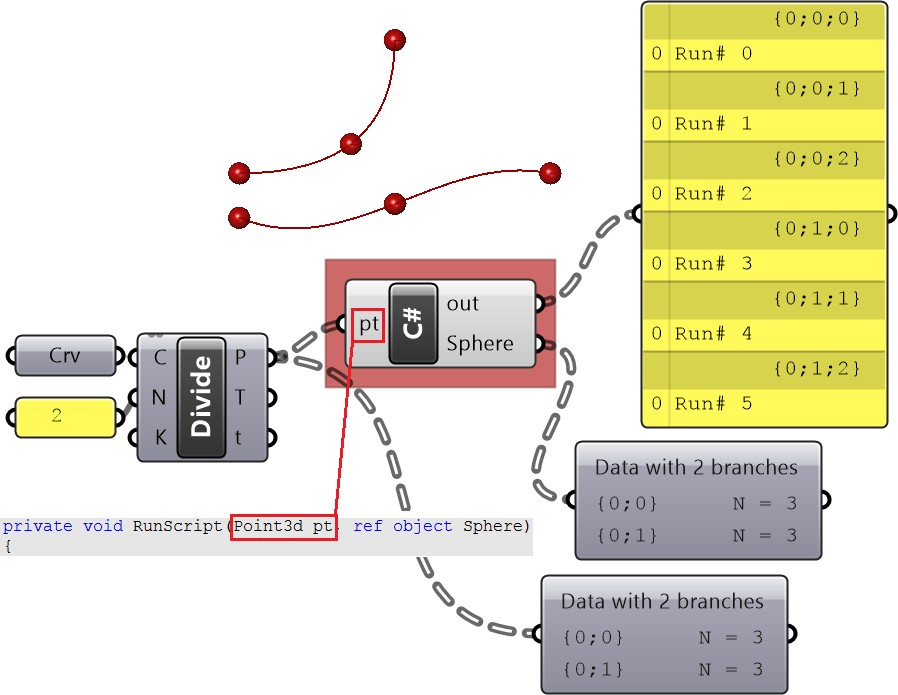 {0;0;0}
0 Run# 0
{0;0;1}
0 Run# 1
{0;0;2}
0 Run# 2
{0;1;0}
0 Run# 3
{0;1;1}
0 Run# 4
{0;1;2}
0 Run# 5
pt
C#
out
Sphere
Crv
2
C
N
K
Divide
P
T
t
Data with 2 branches
{0;0} N = 3
{0;1} N = 3
private void RunScript(Point3d pt, ref object Sphere)
{
Data with 2 branches
{0;0} N = 3
{0;1} N = 3